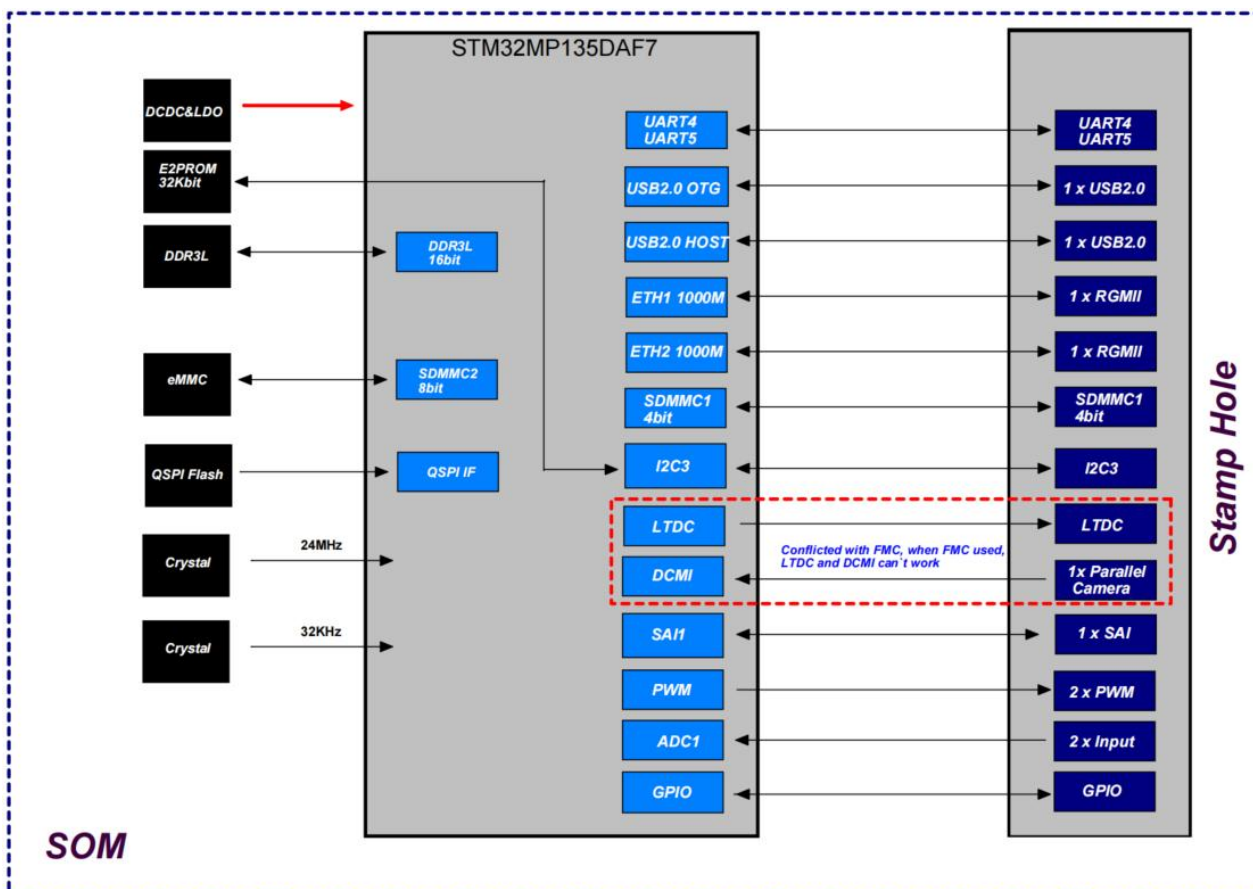 STM32MP135DAF7
DCDC&LDO
E2PROM
32Kbit
DDR3L
eMMC
QSPI Flash
Crystal
24MHz
Crystal
32KHz
DDR3L
16bit
SDMMC2
8bit
QSPI IF
UART4
UART5
USB2.0 OTG
USB2.0 HOST
ETH1 1000M
ETH2 1000M
SDMMC1
4bit
I2C3
LTDC
DCMI
SAI1
PWM
ADC1
GPIO
Conflicted with FMC, when FMC used,
LTDC and DCMI can`t work
UART4
UART5
1 x USB2.0
1 x USB2.0
1 x RGMII
1 x RGMII
SDMMC1
4bit
I2C3
LTDC
1x Parallel
Camera
1 x SAI
2 x PWM
2 x Input
GPIO
Stamp Hole
SOM